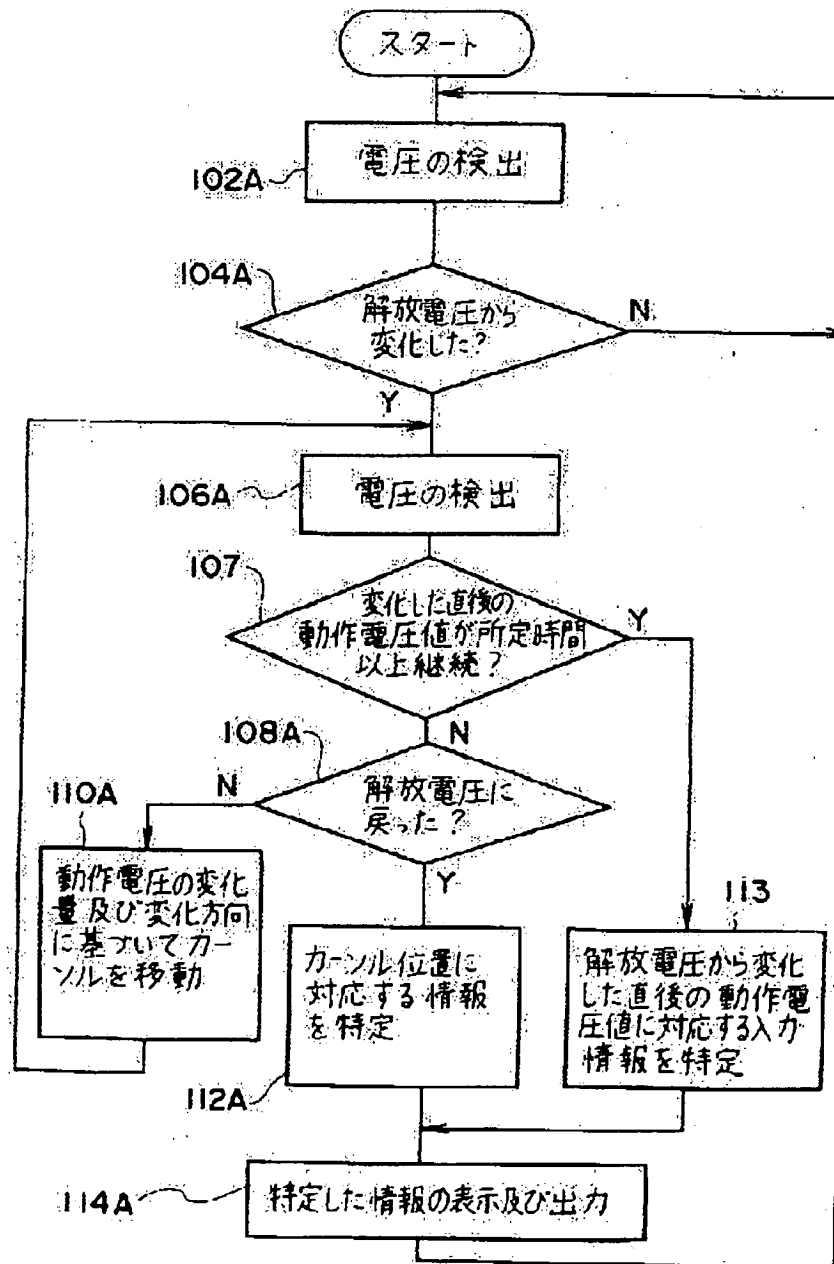 スタート
電圧の検出
102A
104A
解放電圧から
変化した?
N
Y
電圧の検出
106A
107
変化した直後の
動作電圧値が所定時間
以上継続?
Y
N
108A
解放電圧に
戻った?
N
Y
110A
動作電圧の変化
量及び変化方向
に基づいてカー
ソルを移動
カーソル位置に
対応する情報
を特定
112A
113
解放電圧から変化
した直後の動作電
圧値に対応する入力
情報を特定
114A
特定した情報の表示及び出力